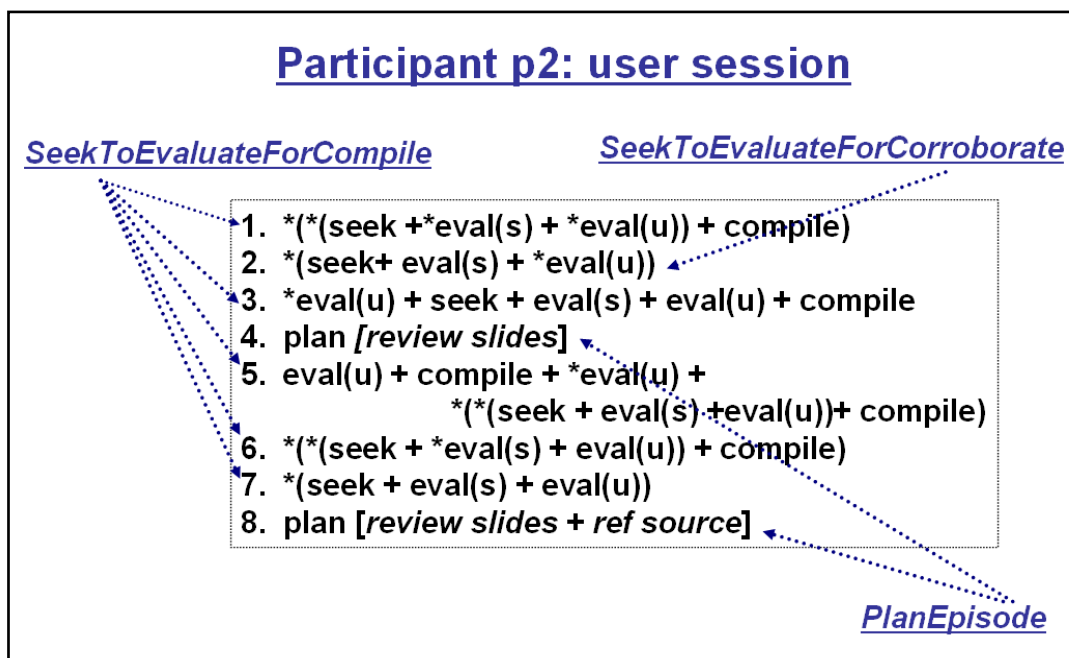 Participant p2: user session
SeekToEvaluateForCompile
SeekToEvaluateForCorroborate
1. *(*(seek +*eval(s) + *eval(u)) + compile)
2. *(seek+ eval(s) + *eval(u))
3. *eval(u) + seek + eval(s) + eval(u) + compile
4. plan [review slides]
5. eval(u) + compile + *eval(u) +
*(*(seek + eval(s) +eval(u))+ compile)
6. *(*(seek + *eval(s) + eval(u)) + compile)
7. *(seek + eval(s) + eval(u))
8. plan [review slides + ref source]
PlanEpisode